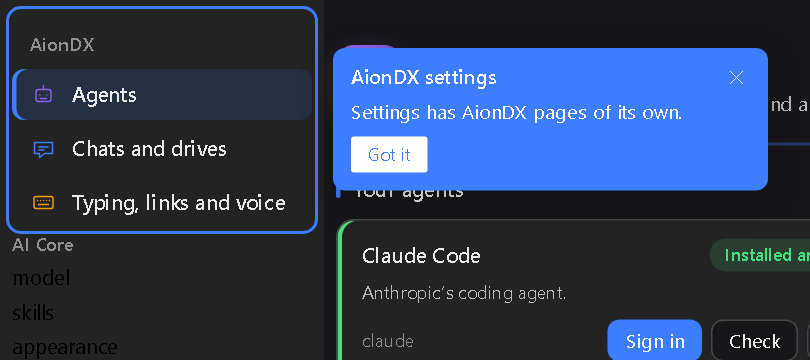 AionDX
Agents
Chats and drives
Typing, links and voice
AI Core
model
skills
appearance
AionDX settings
Settings has AionDX pages of its own.
Got it
nd a
Your agents
Claude Code
Installed
Anthropic's coding agent.
claude
Sign in
Check